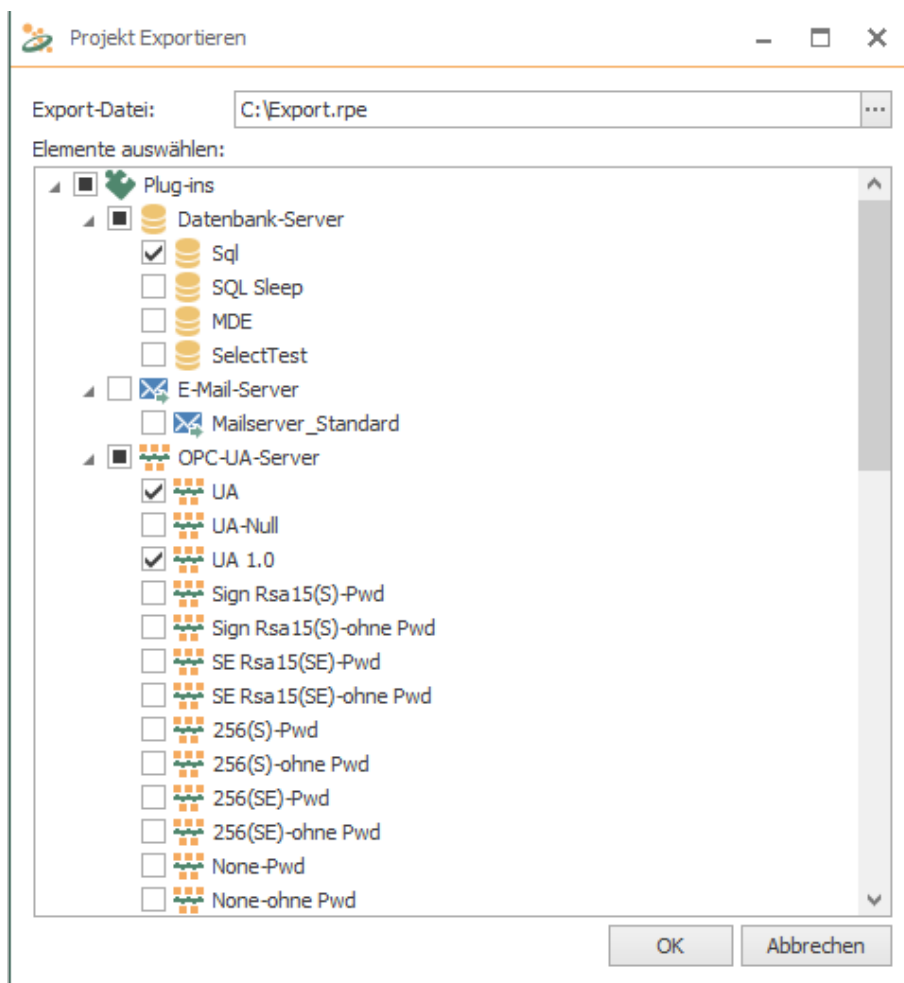 Projekt Exportieren
Export-Datei: C:\Export.rpe ...
Elemente auswählen:
Plug-ins
Datenbank-Server
Sql
SQL Sleep
MDE
SelectTest
E-Mail-Server
Mailserver_Standard
OPC-UA-Server
UA
UA-Null
UA 1.0
Sign Rsa15(S)-Pwd
Sign Rsa15(S)-ohne Pwd
SE Rsa15(SE)-Pwd
SE Rsa15(SE)-ohne Pwd
256(S)-Pwd
256(S)-ohne Pwd
256(SE)-Pwd
256(SE)-ohne Pwd
None-Pwd
None-ohne Pwd
OK Abbrechen